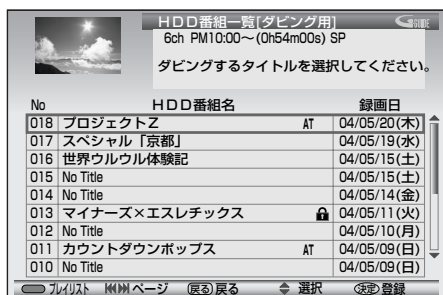 HDD番組一覧[ダビング用]
GGUIDE
6ch PM10:00～(0h54m00s) SP
ダビングするタイトルを選択してください。
No HDD番組名 録画日
018 プロジェクトZ AT 04/05/20(木)
017 スペシャル「京都」 04/05/19(水)
016 世界ウルウル体験記 04/05/15(土)
015 No Title 04/05/15(土)
014 No Title 04/05/14(金)
013 マイナーズ×エスレチックス 04/05/11(火)
012 No Title 04/05/10(月)
011 カウントダウンポップス AT 04/05/09(日)
010 No Title 04/05/09(日)
プレイリスト ページ 戻る 戻る 選択 決定 登録